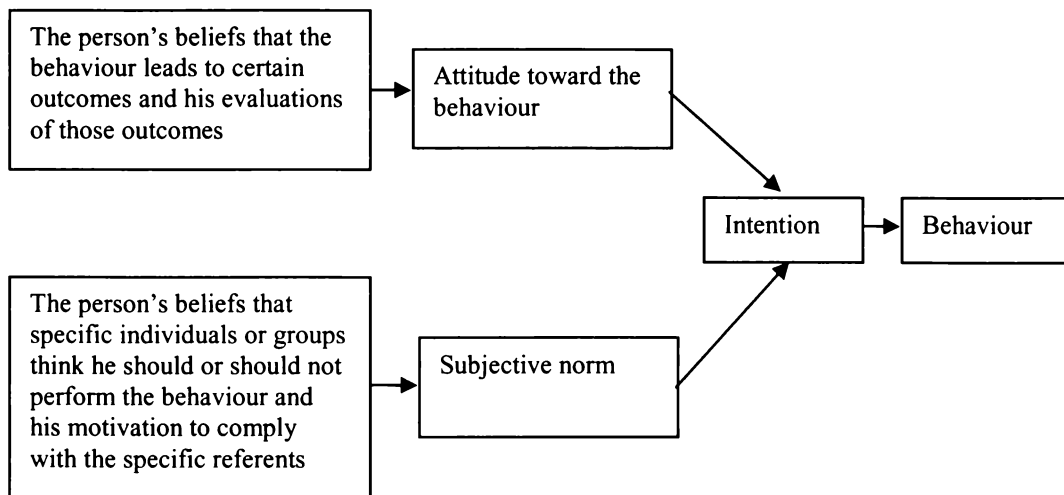 The person's beliefs that the
behaviour leads to certain
outcomes and his evaluations
of those outcomes
Attitude toward the
behaviour
Intention
Behaviour
The person's beliefs that
specific individuals or groups
think he should or should not
perform the behaviour and
his motivation to comply
with the specific referents
Subjective norm